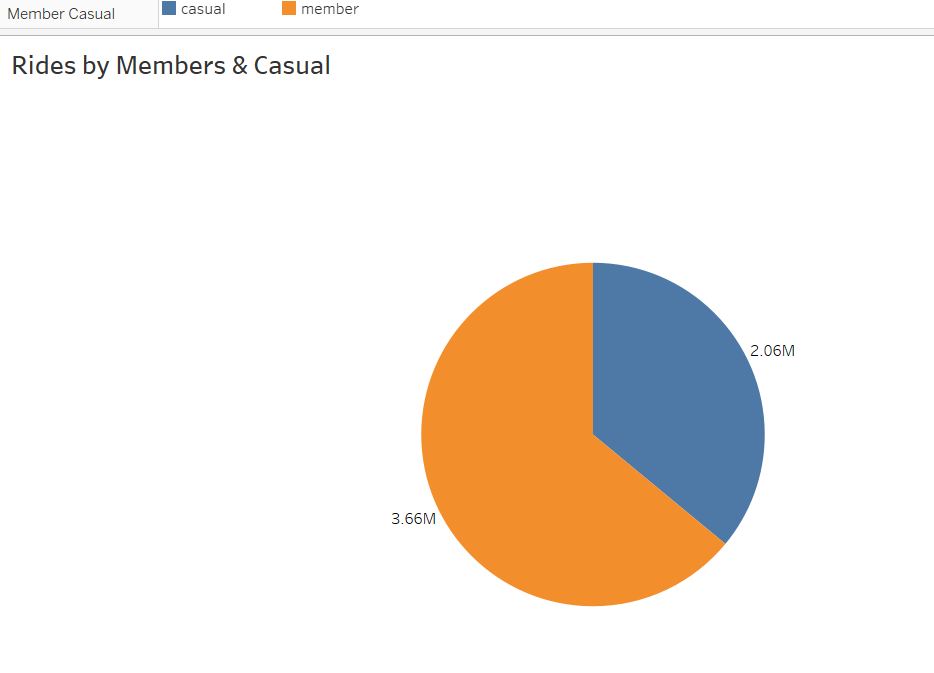 Member Casual
casual
member
Rides by Members & Casual
2.06M
3.66M